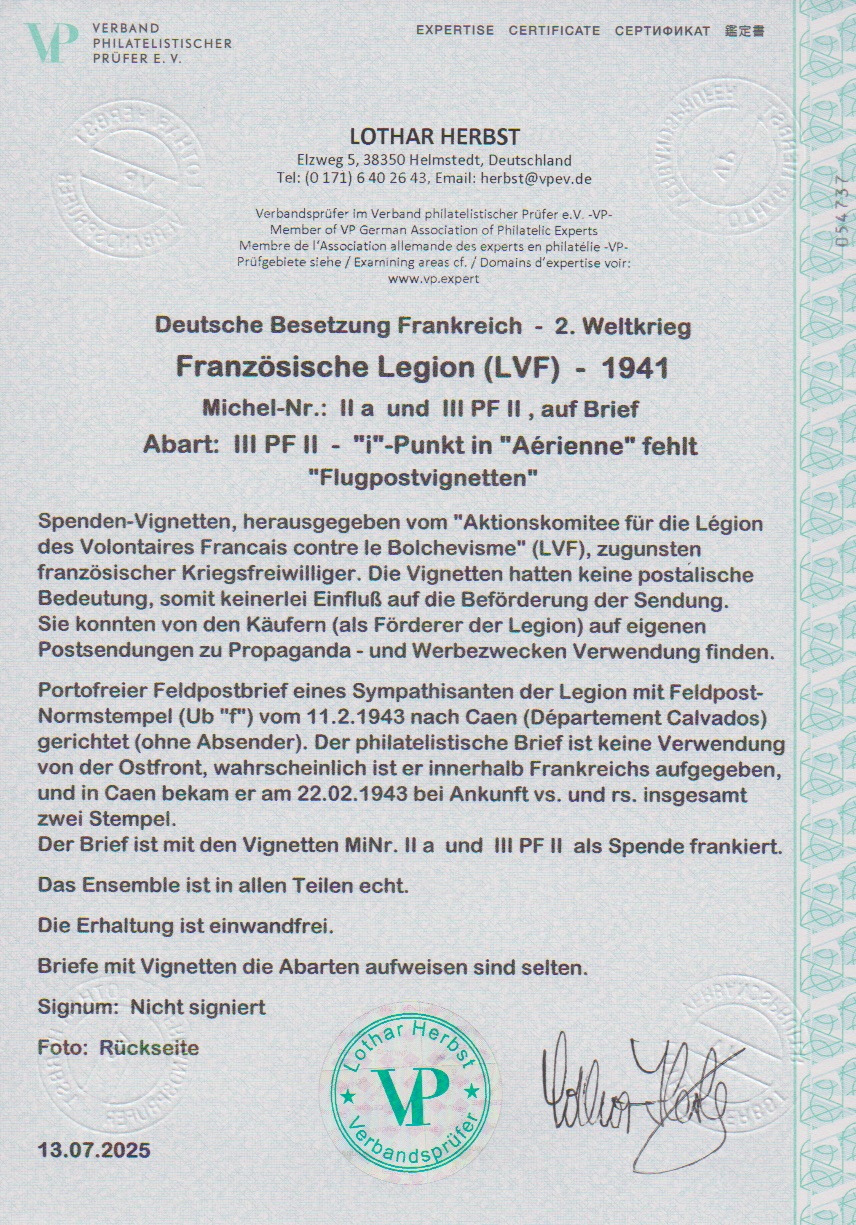 VP VERBAND
PHILATELISTISCHER
PRÜFER E. V.
EXPERTISE CERTIFICATE СЕРТИФИКАТ 鑑定書
LOTHAR HERBST
Elzweg 5, 38350 Helmstedt, Deutschland
Tel: (0 171) 6 40 26 43, Email: herbst@vpev.de
Verbandsprüfer im Verband philatelistischer Prüfer e.V. -VP-
Member of VP German Association of Philatelic Experts
Membre de l'Association allemande des experts en philatélie -VP-
Prüfgebiete siehe / Examining areas cf. / Domains d'expertise voir:
www.vp.expert
054737
Deutsche Besetzung Frankreich - 2. Weltkrieg
Französische Legion (LVF) - 1941
Michel-Nr.: II a und III PF II , auf Brief
Abart: III PF II - "i"-Punkt in "Aérienne" fehlt
"Flugpostvignetten"
Spenden-Vignetten, herausgegeben vom "Aktionskomitee für die Légion
des Volontaires Francais contre le Bolchevisme" (LVF), zugunsten
französischer Kriegsfreiwilliger. Die Vignetten hatten keine postalische
Bedeutung, somit keinerlei Einfluß auf die Beförderung der Sendung.
Sie konnten von den Käufern (als Förderer der Legion) auf eigenen
Postsendungen zu Propaganda - und Werbezwecken Verwendung finden.
Portofreier Feldpostbrief eines Sympathisanten der Legion mit Feldpost-
Normstempel (Ub "f") vom 11.2.1943 nach Caen (Département Calvados)
gerichtet (ohne Absender). Der philatelistische Brief ist keine Verwendung
von der Ostfront, wahrscheinlich ist er innerhalb Frankreichs aufgegeben,
und in Caen bekam er am 22.02.1943 bei Ankunft vs. und rs. insgesamt
zwei Stempel.
Der Brief ist mit den Vignetten MiNr. II a und III PF II als Spende frankiert.
Das Ensemble ist in allen Teilen echt.
Die Erhaltung ist einwandfrei.
Briefe mit Vignetten die Abarten aufweisen sind selten.
Signum: Nicht signiert
Foto: Rückseite
Lothar Herbst
VP
Verbandsprüfer
Lothar Herbst
13.07.2025